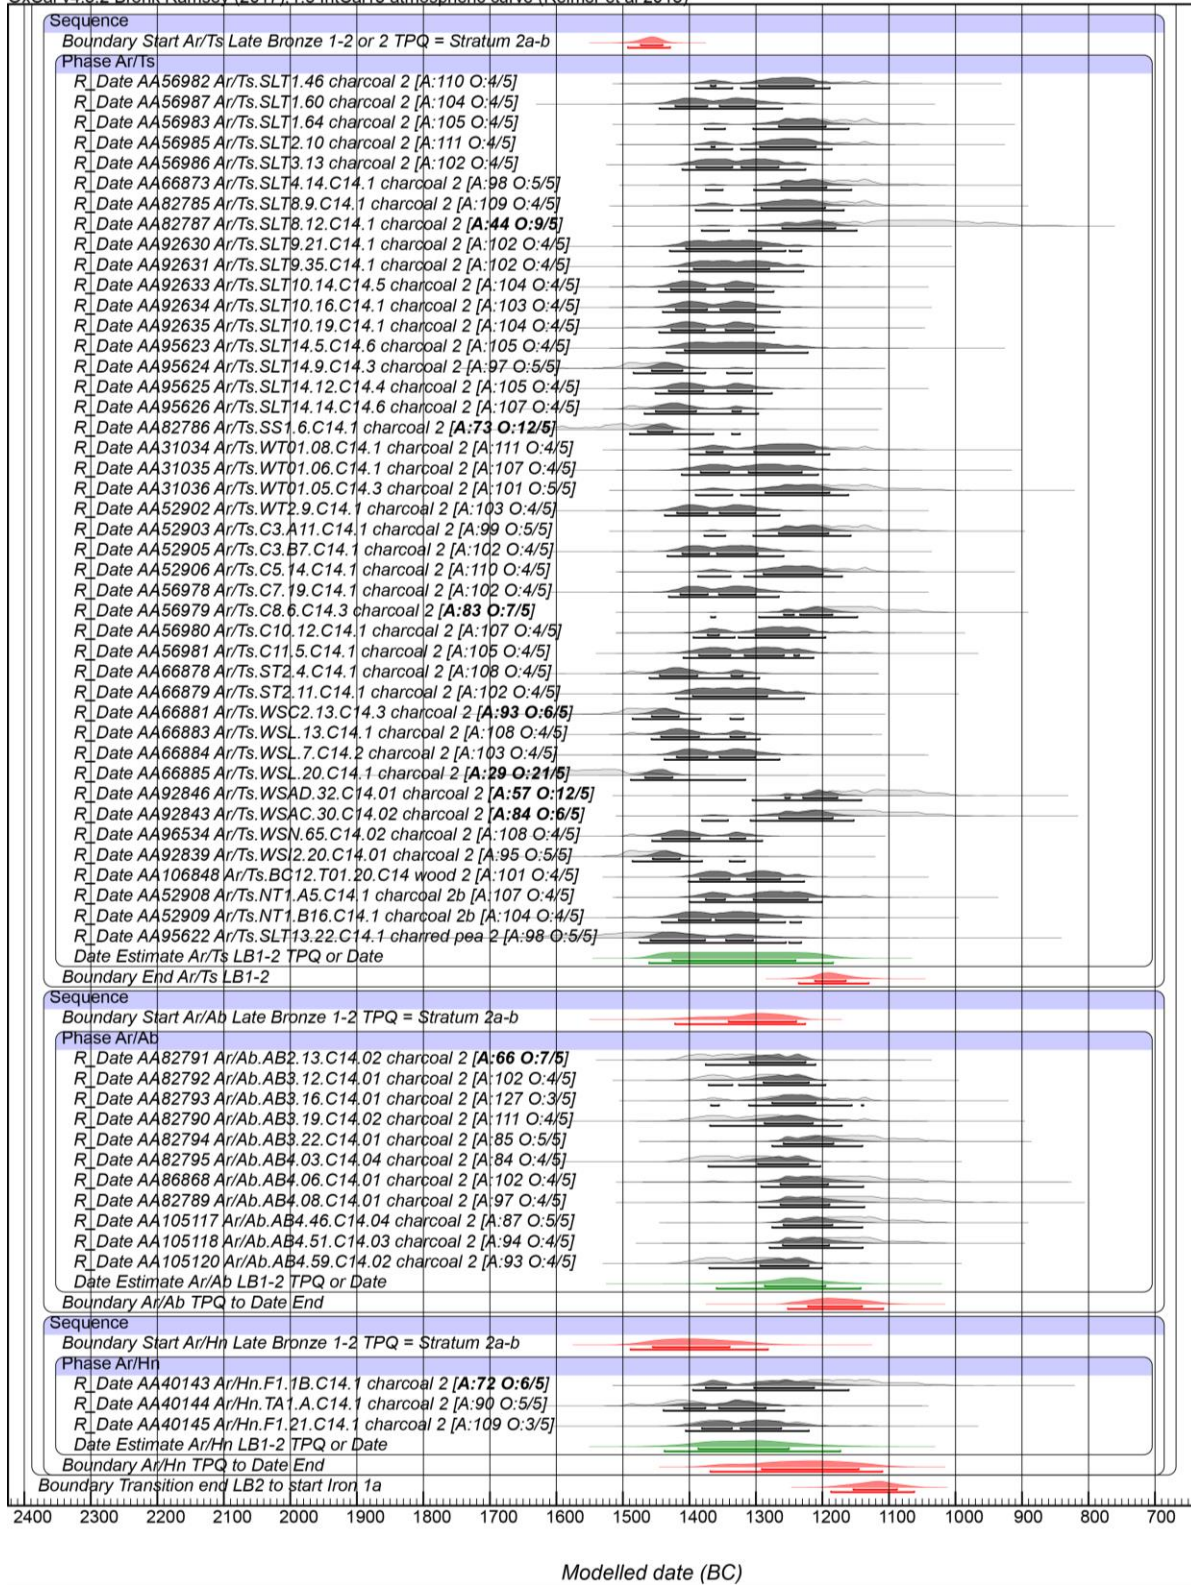 OxCal v4.3.2 Bronk Ramsey (2017); r:5 IntCal13 atmospheric curve (Reimer et al 2013)
Sequence
Boundary Start Ar/Ts Late Bronze 1-2 or 2 TPQ = Stratum 2a-b
Phase Ar/Ts
R_Date AA56982 Ar/Ts.SLT1.46 charcoal 2 [A:110 O:4/5]
R_Date AA56987 Ar/Ts.SLT1.60 charcoal 2 [A:104 O:4/5]
R_Date AA56983 Ar/Ts.SLT1.64 charcoal 2 [A:105 O:4/5]
R_Date AA56985 Ar/Ts.SLT2.10 charcoal 2 [A:111 O:4/5]
R_Date AA56986 Ar/Ts.SLT3.13 charcoal 2 [A:102 O:4/5]
R_Date AA66873 Ar/Ts.SLT4.14.C14.1 charcoal 2 [A:98 O:5/5]
R_Date AA82785 Ar/Ts.SLT8.9.C14.1 charcoal 2 [A:109 O:4/5]
R_Date AA82787 Ar/Ts.SLT8.12.C14.1 charcoal 2 [A:44 O:9/5]
R_Date AA92630 Ar/Ts.SLT9.21.C14.1 charcoal 2 [A:102 O:4/5]
R_Date AA92631 Ar/Ts.SLT9.35.C14.1 charcoal 2 [A:102 O:4/5]
R_Date AA92633 Ar/Ts.SLT10.14.C14.5 charcoal 2 [A:104 O:4/5]
R_Date AA92634 Ar/Ts.SLT10.16.C14.1 charcoal 2 [A:103 O:4/5]
R_Date AA92635 Ar/Ts.SLT10.19.C14.1 charcoal 2 [A:104 O:4/5]
R_Date AA95623 Ar/Ts.SLT14.5.C14.6 charcoal 2 [A:105 O:4/5]
R_Date AA95624 Ar/Ts.SLT14.9.C14.3 charcoal 2 [A:97 O:5/5]
R_Date AA95625 Ar/Ts.SLT14.12.C14.4 charcoal 2 [A:105 O:4/5]
R_Date AA95626 Ar/Ts.SLT14.14.C14.6 charcoal 2 [A:107 O:4/5]
R_Date AA82786 Ar/Ts.SS1.6.C14.1 charcoal 2 [A:73 O:12/5]
R_Date AA31034 Ar/Ts.WT01.08.C14.1 charcoal 2 [A:111 O:4/5]
R_Date AA31035 Ar/Ts.WT01.06.C14.1 charcoal 2 [A:107 O:4/5]
R_Date AA31036 Ar/Ts.WT01.05.C14.3 charcoal 2 [A:101 O:5/5]
R_Date AA52902 Ar/Ts.WT2.9.C14.1 charcoal 2 [A:103 O:4/5]
R_Date AA52903 Ar/Ts.C3.A11.C14.1 charcoal 2 [A:99 O:5/5]
R_Date AA52905 Ar/Ts.C3.B7.C14.1 charcoal 2 [A:102 O:4/5]
R_Date AA52906 Ar/Ts.C5.14.C14.1 charcoal 2 [A:110 O:4/5]
R_Date AA56978 Ar/Ts.C7.19.C14.1 charcoal 2 [A:102 O:4/5]
R_Date AA56979 Ar/Ts.C8.6.C14.3 charcoal 2 [A:83 O:7/5]
R_Date AA56980 Ar/Ts.C10.12.C14.1 charcoal 2 [A:107 O:4/5]
R_Date AA56981 Ar/Ts.C11.5.C14.1 charcoal 2 [A:105 O:4/5]
R_Date AA66878 Ar/Ts.ST2.4.C14.1 charcoal 2 [A:108 O:4/5]
R_Date AA66879 Ar/Ts.ST2.11.C14.1 charcoal 2 [A:102 O:4/5]
R_Date AA66881 Ar/Ts.WSC2.13.C14.3 charcoal 2 [A:93 O:6/5]
R_Date AA66883 Ar/Ts.WSL.13.C14.1 charcoal 2 [A:108 O:4/5]
R_Date AA66884 Ar/Ts.WSL.7.C14.2 charcoal 2 [A:103 O:4/5]
R_Date AA66885 Ar/Ts.WSL.20.C14.1 charcoal 2 [A:29 O:21/5]
R_Date AA92846 Ar/Ts.WSAD.32.C14.01 charcoal 2 [A:57 O:12/5]
R_Date AA92843 Ar/Ts.WSAC.30.C14.02 charcoal 2 [A:84 O:6/5]
R_Date AA96534 Ar/Ts.WSN.65.C14.02 charcoal 2 [A:108 O:4/5]
R_Date AA92839 Ar/Ts.WSI2.20.C14.01 charcoal 2 [A:95 O:5/5]
R_Date AA106848 Ar/Ts.BC12.T01.20.C14 wood 2 [A:101 O:4/5]
R_Date AA52908 Ar/Ts.NT1.A5.C14.1 charcoal 2b [A:107 O:4/5]
R_Date AA52909 Ar/Ts.NT1.B16.C14.1 charcoal 2b [A:104 O:4/5]
R_Date AA95622 Ar/Ts.SLT13.22.C14.1 charred pea 2 [A:98 O:5/5]
Date Estimate Ar/Ts LB1-2 TPQ or Date
Boundary End Ar/Ts LB1-2
Sequence
Boundary Start Ar/Ab Late Bronze 1-2 TPQ = Stratum 2a-b
Phase Ar/Ab
R_Date AA82791 Ar/Ab.AB2.13.C14.02 charcoal 2 [A:66 O:7/5]
R_Date AA82792 Ar/Ab.AB3.12.C14.01 charcoal 2 [A:102 O:4/5]
R_Date AA82793 Ar/Ab.AB3.16.C14.01 charcoal 2 [A:127 O:3/5]
R_Date AA82790 Ar/Ab.AB3.19.C14.02 charcoal 2 [A:111 O:4/5]
R_Date AA82794 Ar/Ab.AB3.22.C14.01 charcoal 2 [A:85 O:5/5]
R_Date AA82795 Ar/Ab.AB4.03.C14.04 charcoal 2 [A:84 O:4/5]
R_Date AA86868 Ar/Ab.AB4.06.C14.01 charcoal 2 [A:102 O:4/5]
R_Date AA82789 Ar/Ab.AB4.08.C14.01 charcoal 2 [A:97 O:4/5]
R_Date AA105117 Ar/Ab.AB4.46.C14.04 charcoal 2 [A:87 O:5/5]
R_Date AA105118 Ar/Ab.AB4.51.C14.03 charcoal 2 [A:94 O:4/5]
R_Date AA105120 Ar/Ab.AB4.59.C14.02 charcoal 2 [A:93 O:4/5]
Date Estimate Ar/Ab LB1-2 TPQ or Date
Boundary Ar/Ab TPQ to Date End
Sequence
Boundary Start Ar/Hn Late Bronze 1-2 TPQ = Stratum 2a-b
Phase Ar/Hn
R_Date AA40143 Ar/Hn.F1.1B.C14.1 charcoal 2 [A:72 O:6/5]
R_Date AA40144 Ar/Hn.TA1.A.C14.1 charcoal 2 [A:90 O:5/5]
R_Date AA40145 Ar/Hn.F1.21.C14.1 charcoal 2 [A:109 O:3/5]
Date Estimate Ar/Hn LB1-2 TPQ or Date
Boundary Ar/Hn TPQ to Date End
Boundary Transition end LB2 to start Iron 1a
2400 2300 2200 2100 2000 1900 1800 1700 1600 1500 1400 1300 1200 1100 1000 900 800 700
Modelled date (BC)